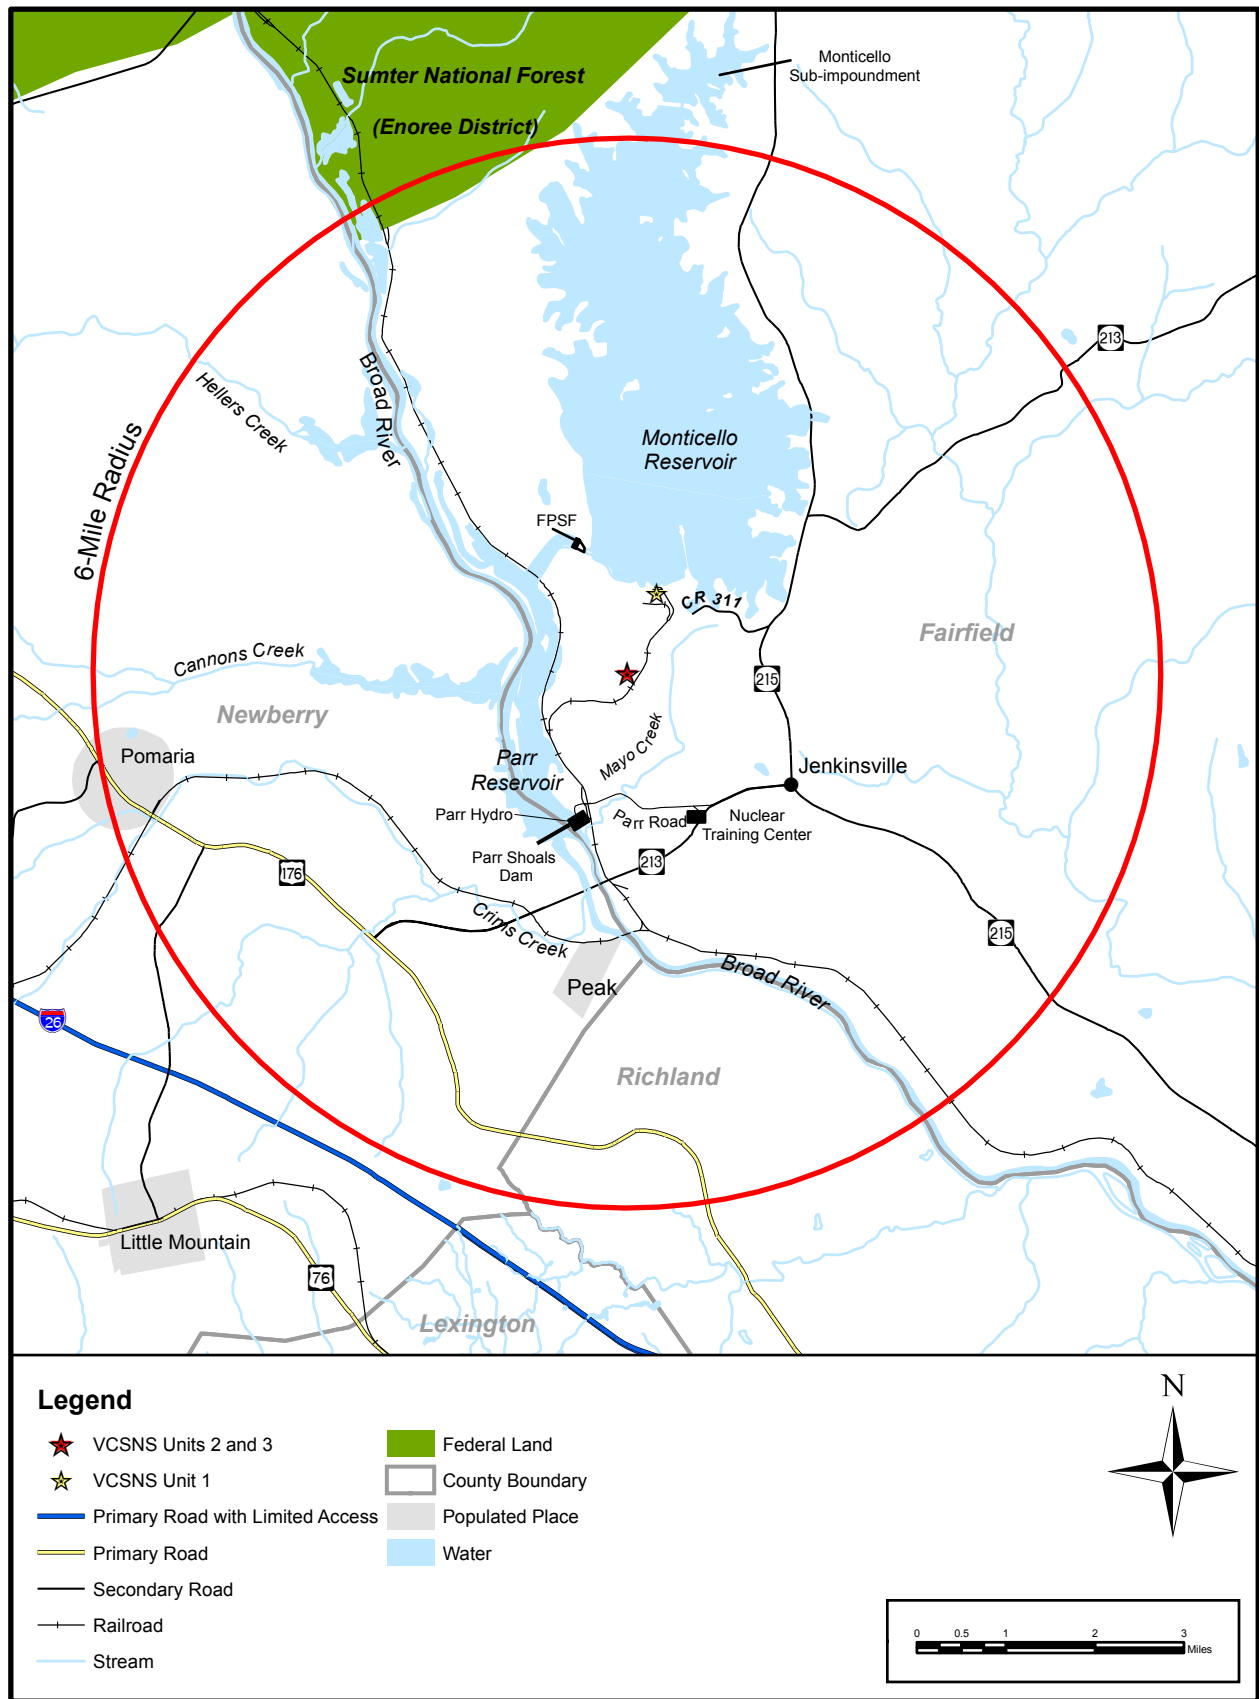 Monticello
Sub-impoundment
Sumter National Forest
(Enoree District)
213
Broad River
Hellers Creek
Monticello
Reservoir
6-Mile Radius
FPSF
CR 311
Fairfield
Cannons Creek
215
Newberry
Pomaria
Parr
Reservoir
Mayo Creek
Jenkinsville
Parr Hydro
Parr Road
Nuclear
Training Center
Parr Shoals
Dam
213
176
Crims Creek
215
Broad River
Peak
26
Richland
Little Mountain
76
Lexington
Legend
VCSNS Units 2 and 3
VCSNS Unit 1
Primary Road with Limited Access
Primary Road
Secondary Road
Railroad
Stream
Federal Land
County Boundary
Populated Place
Water
N
0 0.5 1 2 3
Miles